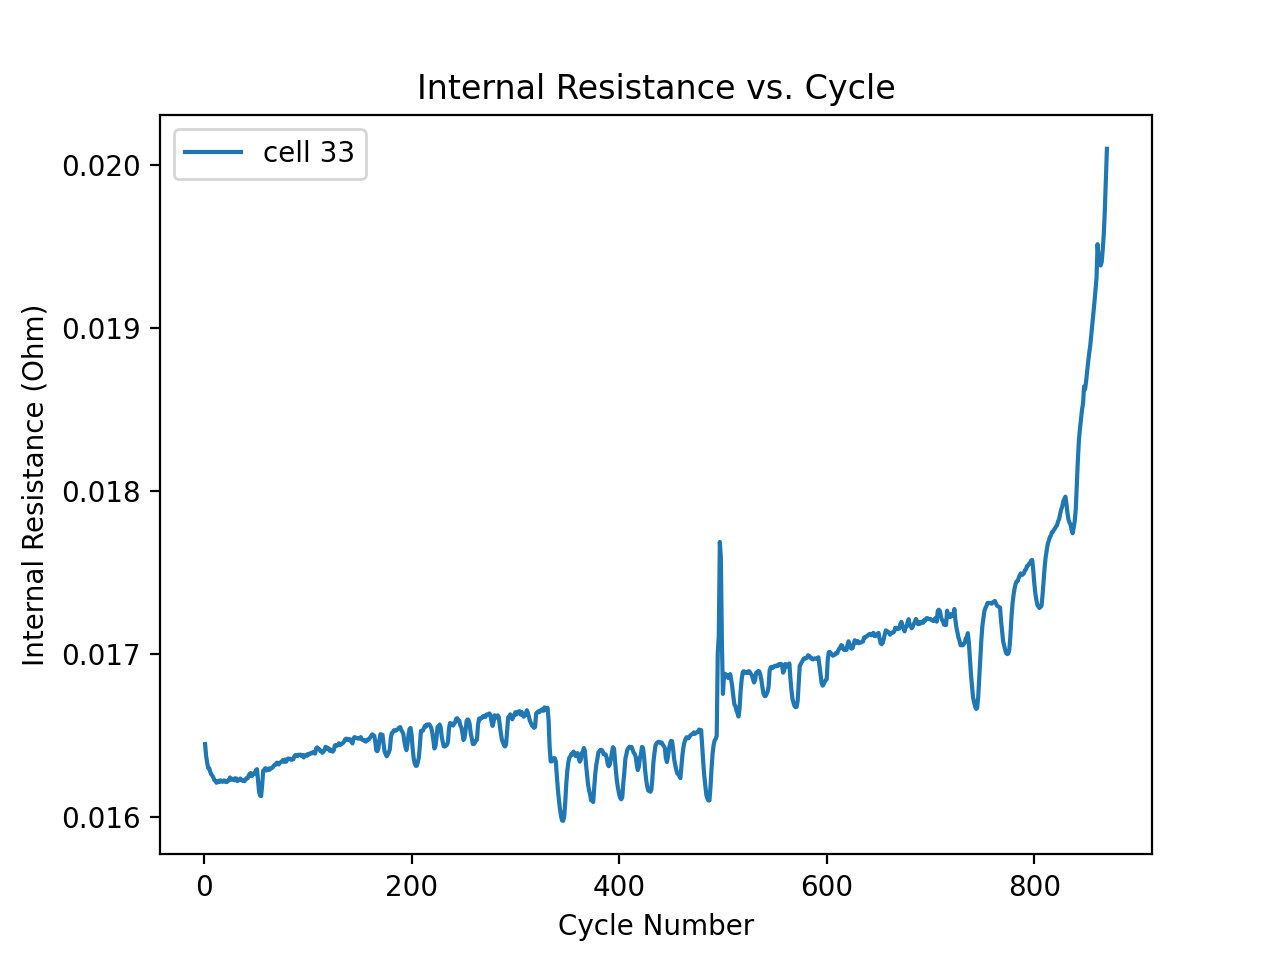 Internal Resistance vs. Cycle
cell 33
0.020
0.019
0.018
0.017
0.016
Internal Resistance (Ohm)
0
200
400
600
800
Cycle Number